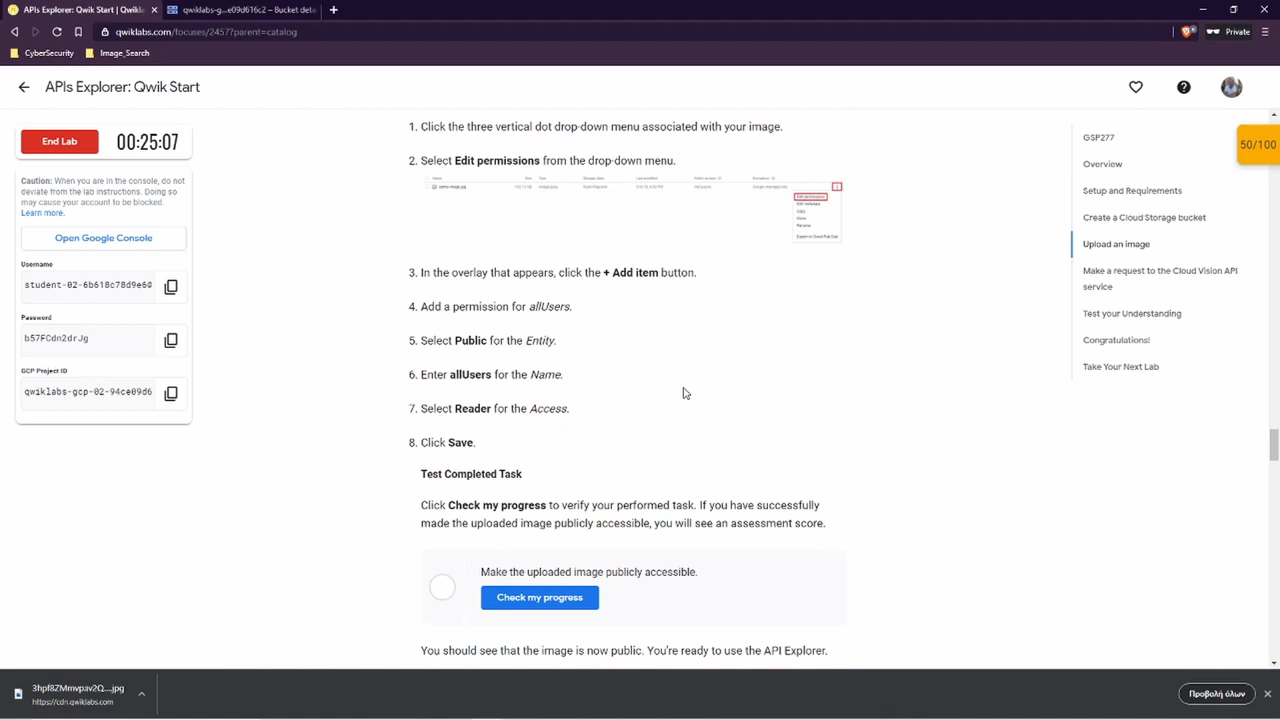 APIs Explorer: Qwik Start | Qwikla
qwiklabs-g...e09d616c2 – Bucket deta
qwiklabs.com/focuses/2457?parent=catalog
Private
CyberSecurity
Image_Search
APIs Explorer: Qwik Start
End Lab
00:25:07
Caution: When you are in the console, do not
deviate from the lab instructions. Doing so
may cause your account to be blocked.
Learn more.
Open Google Console
Username
student-02-6b618c78d9e60
Password
b57FCdn2drJg
GCP Project ID
qwiklabs-gcp-02-94ce09d6
1. Click the three vertical dot drop-down menu associated with your image.
2. Select Edit permissions from the drop-down menu.
Edit permissions
Edit metadata
Copy
Move
Rename
3. In the overlay that appears, click the + Add item button.
4. Add a permission for allUsers.
5. Select Public for the Entity.
6. Enter allUsers for the Name.
7. Select Reader for the Access.
8. Click Save.
Test Completed Task
Click Check my progress to verify your performed task. If you have successfully
made the uploaded image publicly accessible, you will see an assessment score.
Make the uploaded image publicly accessible.
Check my progress
You should see that the image is now public. You're ready to use the API Explorer.
GSP277
Overview
Setup and Requirements
Create a Cloud Storage bucket
Upload an image
Make a request to the Cloud Vision API
service
Test your Understanding
Congratulations!
Take Your Next Lab
50/100
3hpf8ZMmvpav2Q....jpg
https://cdn.qwiklabs.com
Προβολή όλων